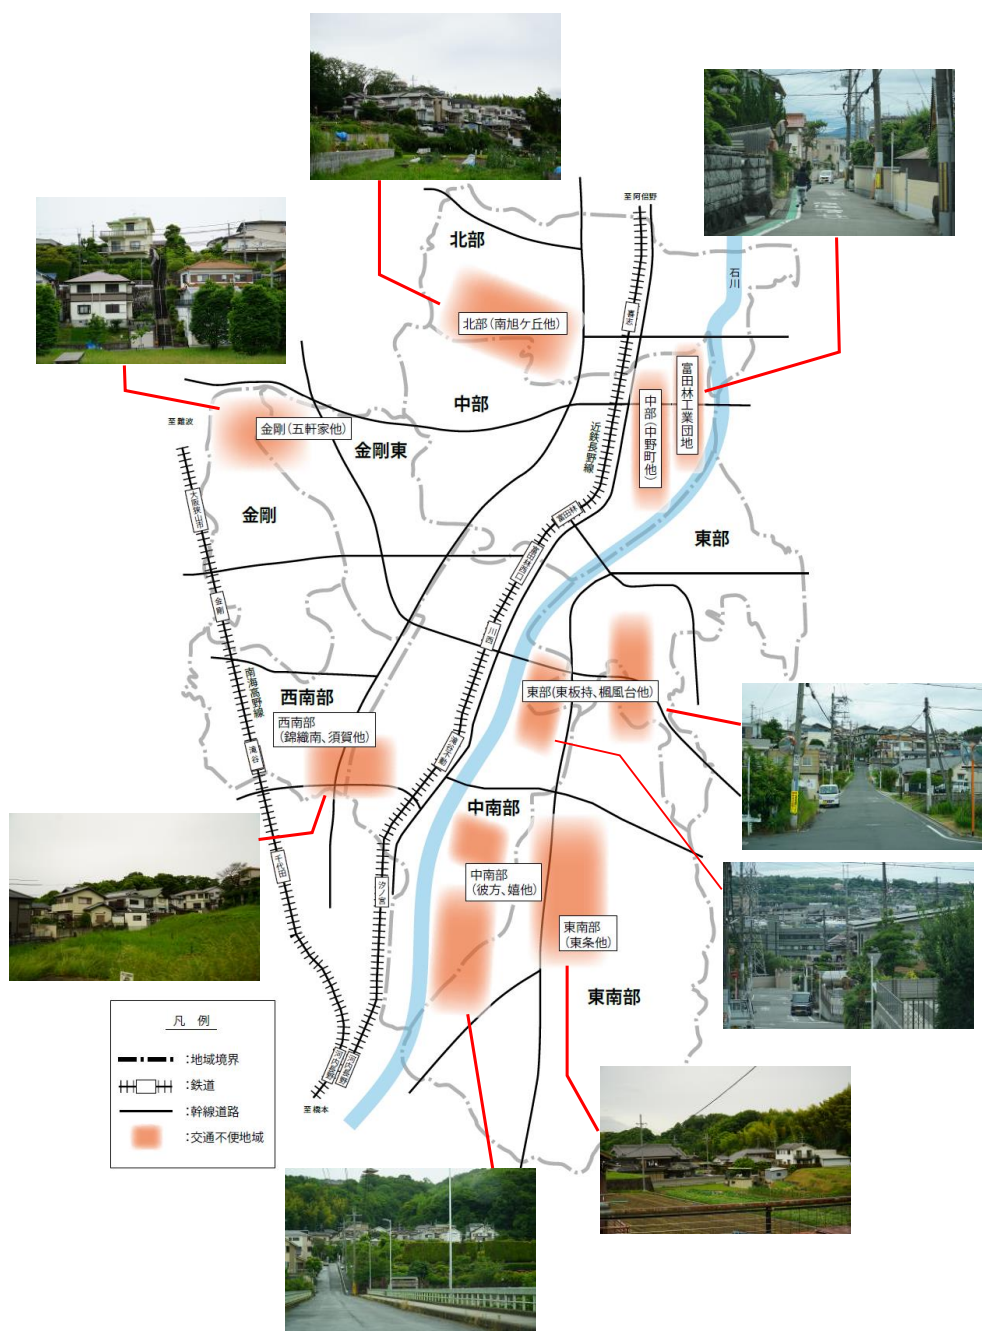 至阿倍野
北部
石川
喜志
北部(南旭ケ丘他)
富田林工業団地
中部(中野町他)
中部
至難波
金剛(五軒家他)
金剛東
近鉄長野線
大阪狭山市
金剛
富田林
東部
富田林西口
金剛
川西
南海高野線
西南部
東部(東板持、楓風台他)
西南部
(錦織南、須賀他)
滝谷
滝谷不動
中南部
千代田
汐ノ宮
中南部
(彼方、嬉他)
東南部
(東条他)
東南部
河内長野
河内長野
至橋本
凡 例
:地域境界
:鉄道
:幹線道路
:交通不便地域